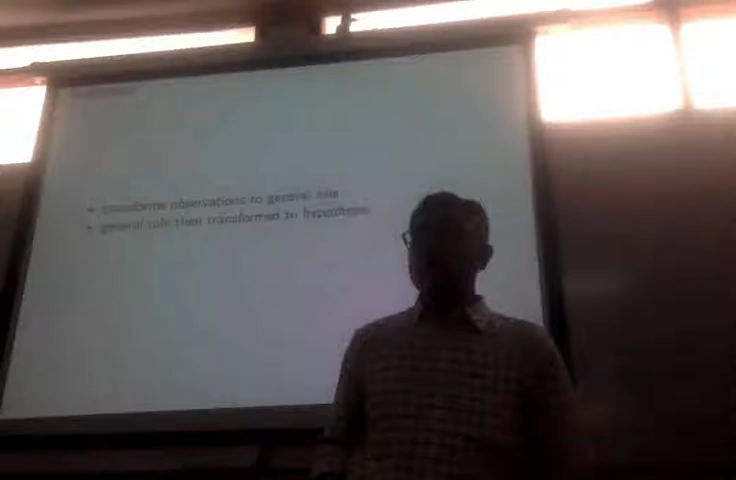 • transforms observations to general rule
• general rule then transformed to hypothesis